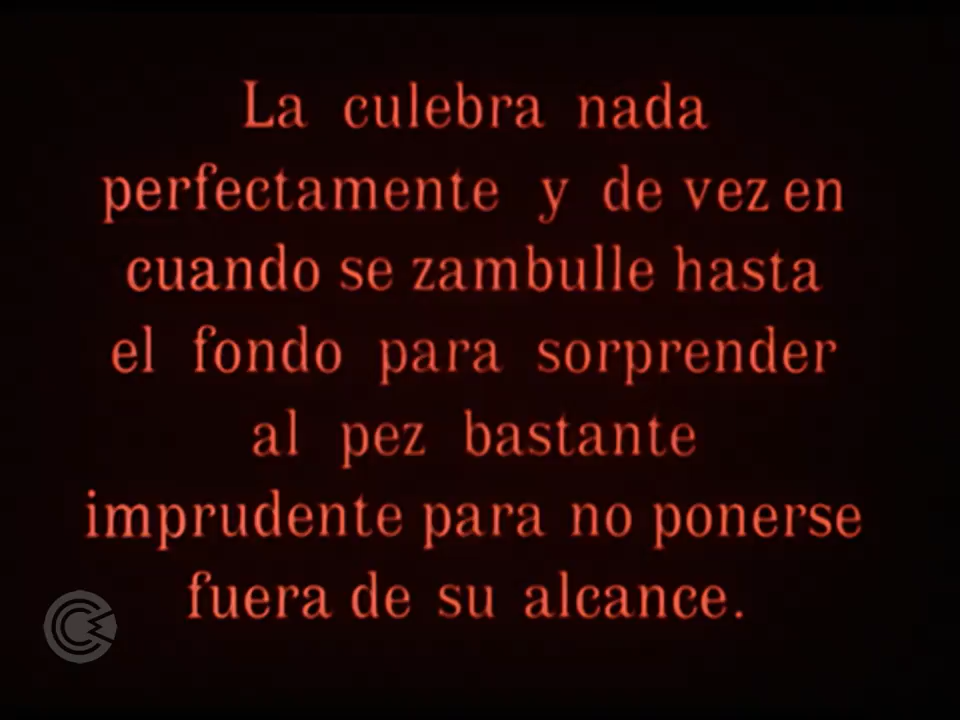 La culebra nada
perfectamente y de vez en
cuando se zambulle hasta
el fondo para sorprender
al pez bastante
imprudente para no ponerse
fuera de su alcance.